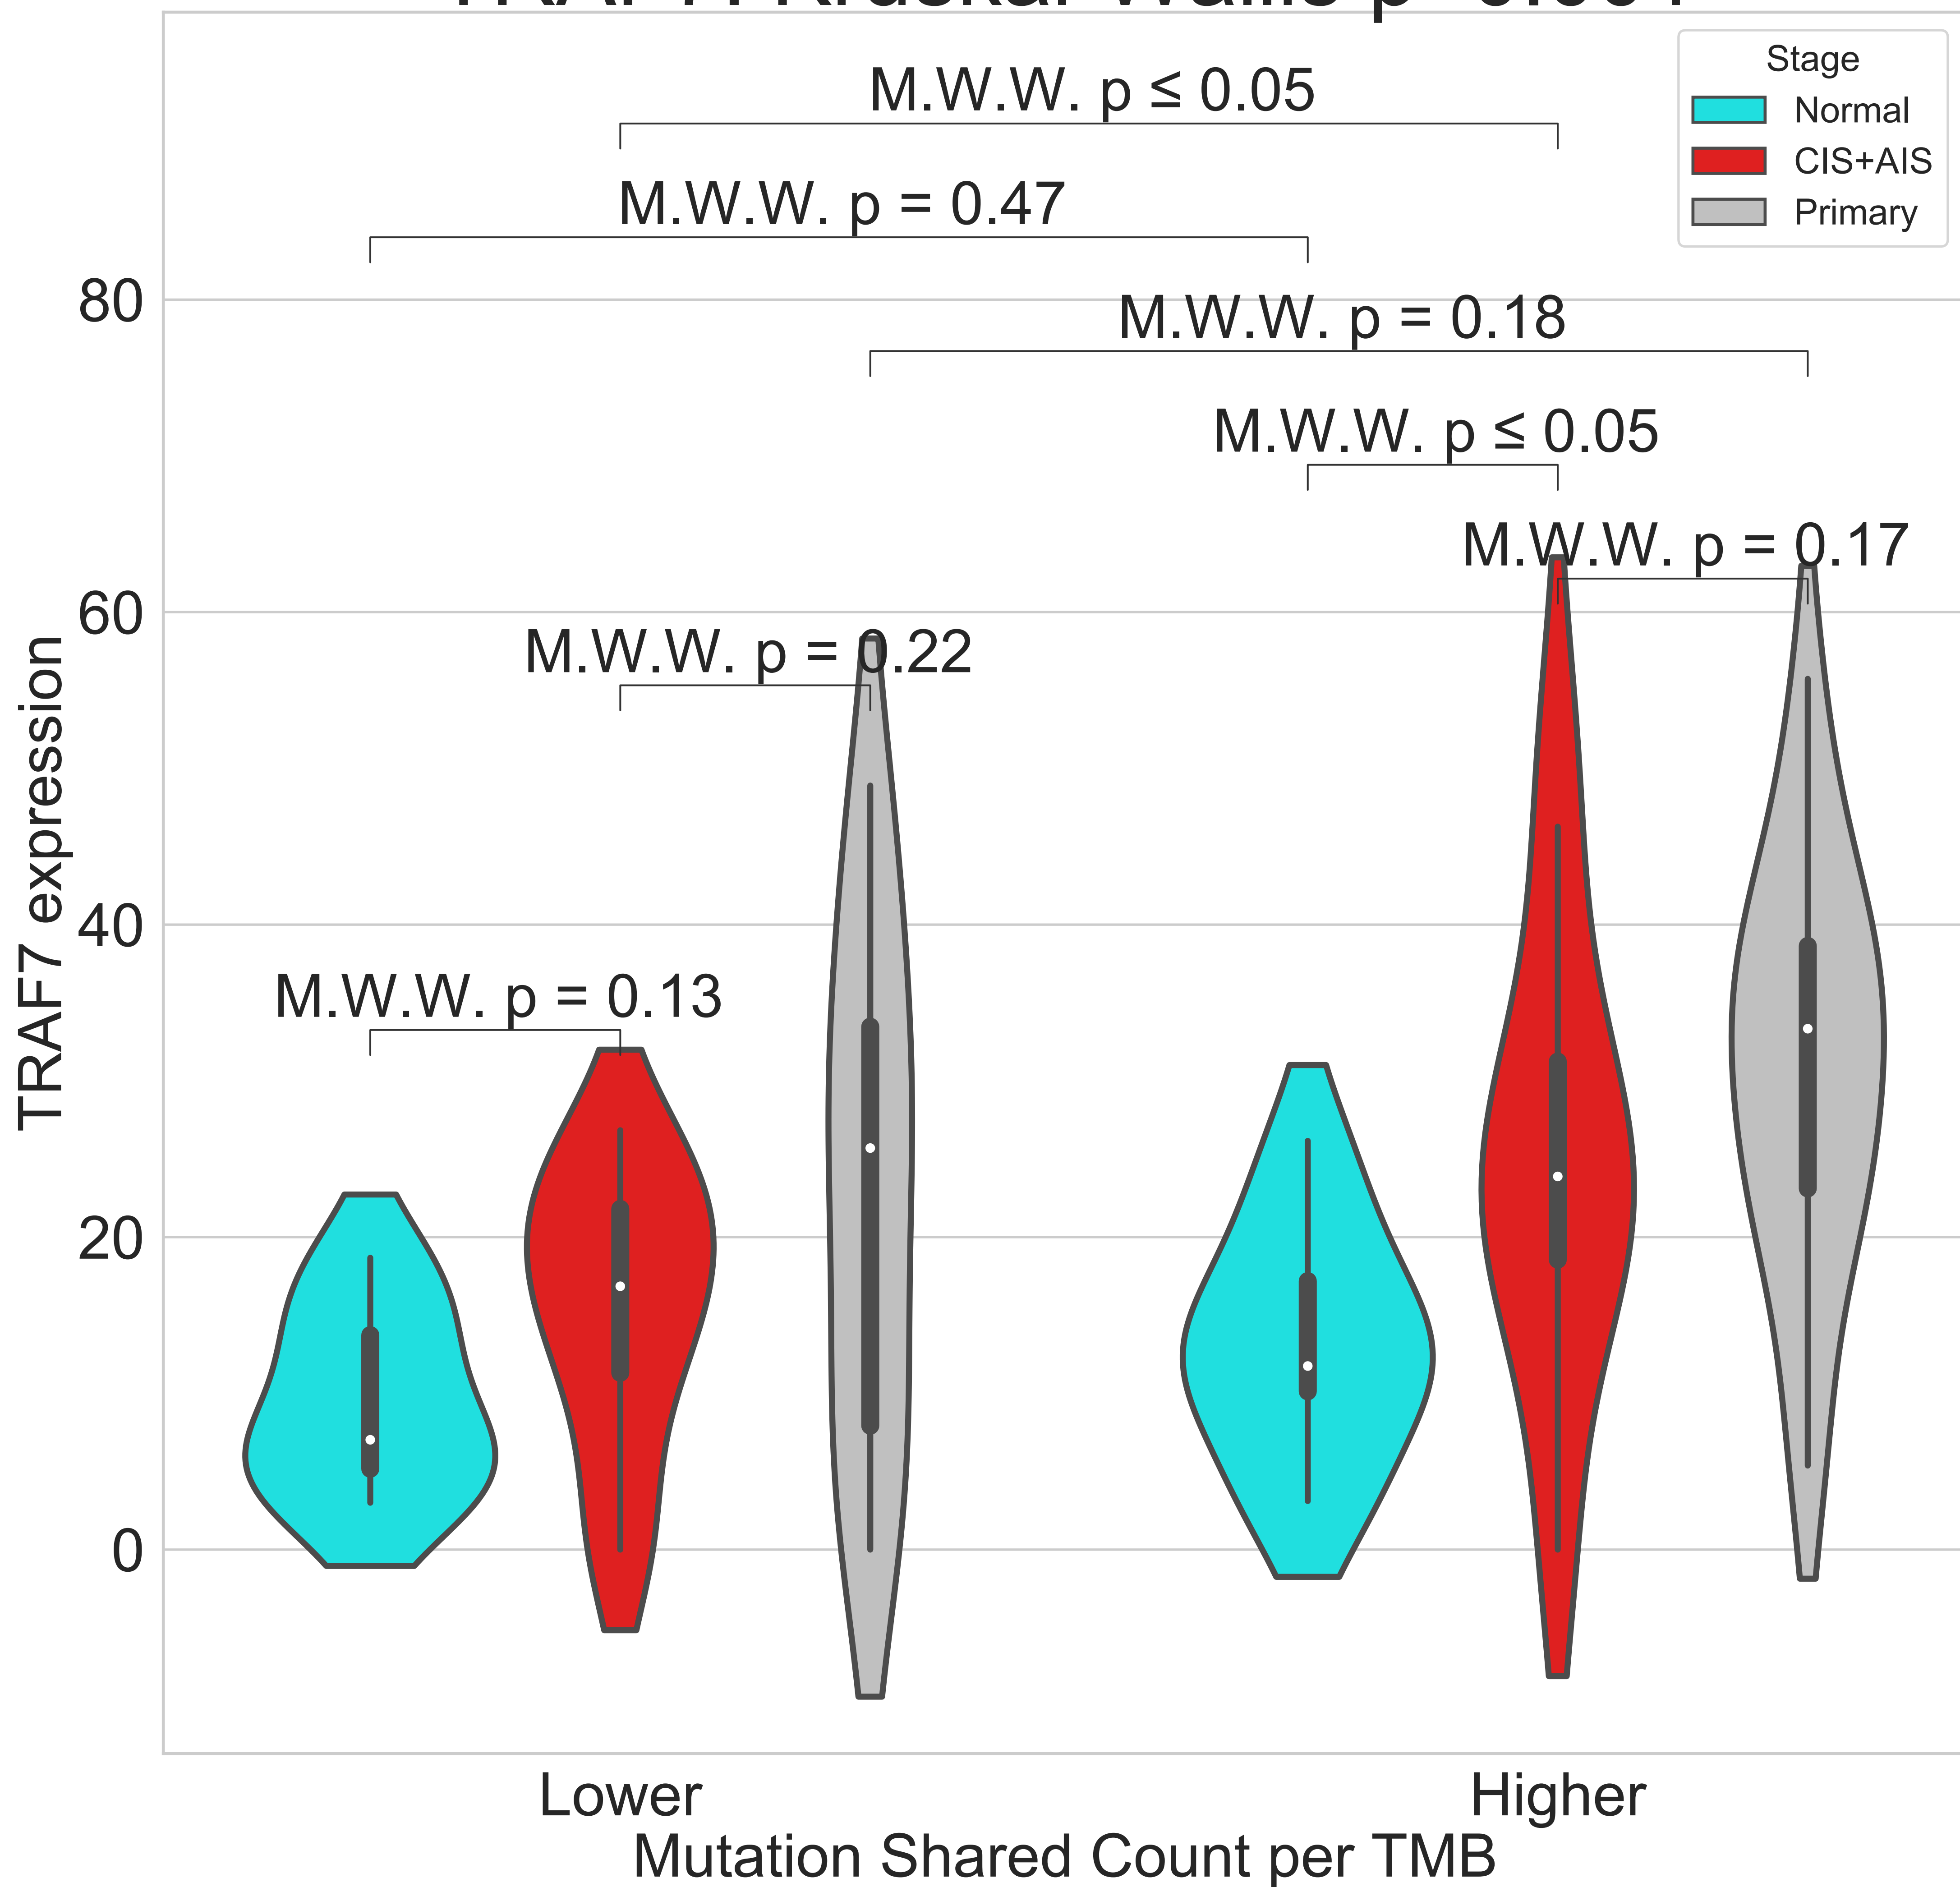 Stage
Normal
CIS+AIS
Primary
M.W.W. p ≤ 0.05
M.W.W. p = 0.47
M.W.W. p = 0.18
M.W.W. p ≤ 0.05
M.W.W. p = 0.17
M.W.W. p = 0.22
M.W.W. p = 0.13
80
60
40
20
0
TRAF7 expression
Lower
Higher
Mutation Shared Count per TMB